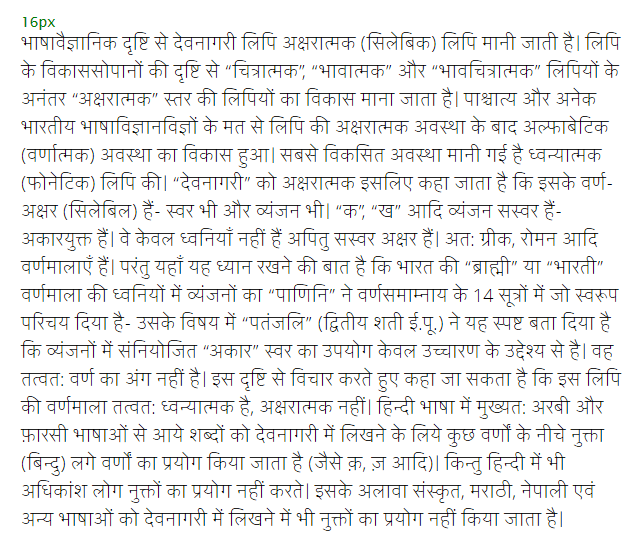 16px
भाषावैज्ञानिक दृष्टि से देवनागरी लिपि अक्षरात्मक (सिलेबिक) लिपि मानी जाती है। लिपि
के विकाससोपानों की दृष्टि से “चित्रात्मक”, “भावात्मक” और “भावचित्रात्मक” लिपियों के
अनंतर “अक्षरात्मक” स्तर की लिपियों का विकास माना जाता है। पाश्चात्य और अनेक
भारतीय भाषाविज्ञानविज्ञों के मत से लिपि की अक्षरात्मक अवस्था के बाद अल्फाबेटिक
(वर्णात्मक) अवस्था का विकास हुआ। सबसे विकसित अवस्था मानी गई है ध्वन्यात्मक
(फोनेटिक) लिपि की। “देवनागरी” को अक्षरात्मक इसलिए कहा जाता है कि इसके वर्ण-
अक्षर (सिलेबिल) हैं- स्वर भी और व्यंजन भी। “क”, “ख” आदि व्यंजन सस्वर हैं-
अकारयुक्त हैं। वे केवल ध्वनियाँ नहीं हैं अपितु सस्वर अक्षर हैं। अत: ग्रीक, रोमन आदि
वर्णमालाएँ हैं। परंतु यहाँ यह ध्यान रखने की बात है कि भारत की “ब्राह्मी” या “भारती”
वर्णमाला की ध्वनियों में व्यंजनों का “पाणिनि” ने वर्णसमाम्नाय के 14 सूत्रों में जो स्वरूप
परिचय दिया है- उसके विषय में “पतंजलि” (द्वितीय शती ई.पू.) ने यह स्पष्ट बता दिया है
कि व्यंजनों में संनियोजित “अकार” स्वर का उपयोग केवल उच्चारण के उद्देश्य से है। वह
तत्वत: वर्ण का अंग नहीं है। इस दृष्टि से विचार करते हुए कहा जा सकता है कि इस लिपि
की वर्णमाला तत्वत: ध्वन्यात्मक है, अक्षरात्मक नहीं। हिन्दी भाषा में मुख्यत: अरबी और
फ़ारसी भाषाओं से आये शब्दों को देवनागरी में लिखने के लिये कुछ वर्णों के नीचे नुक्ता
(बिन्दु) लगे वर्णों का प्रयोग किया जाता है (जैसे क़, ज़ आदि)। किन्तु हिन्दी में भी
अधिकांश लोग नुक्तों का प्रयोग नहीं करते। इसके अलावा संस्कृत, मराठी, नेपाली एवं
अन्य भाषाओं को देवनागरी में लिखने में भी नुक्तों का प्रयोग नहीं किया जाता है।